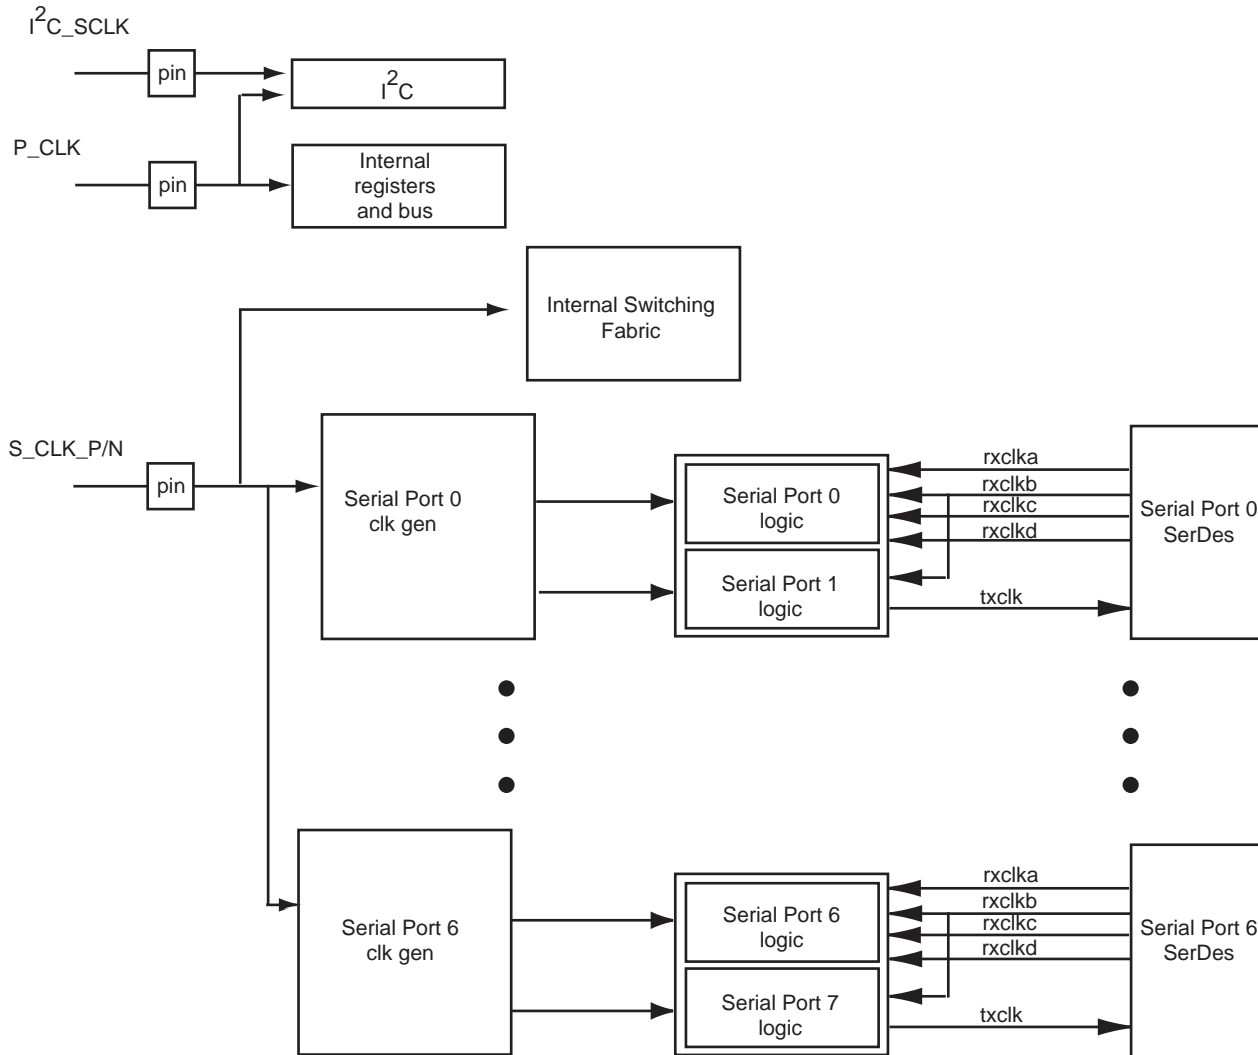 I²C_SCLK
pin
I²C
P_CLK
pin
Internal
registers
and bus
Internal Switching
Fabric
S_CLK_P/N
pin
Serial Port 0
clk gen
Serial Port 0
logic
Serial Port 1
logic
rxclka
rxclkb
rxclkc
rxclkd
txclk
Serial Port 0
SerDes
Serial Port 6
clk gen
Serial Port 6
logic
Serial Port 7
logic
rxclka
rxclkb
rxclkc
rxclkd
txclk
Serial Port 6
SerDes